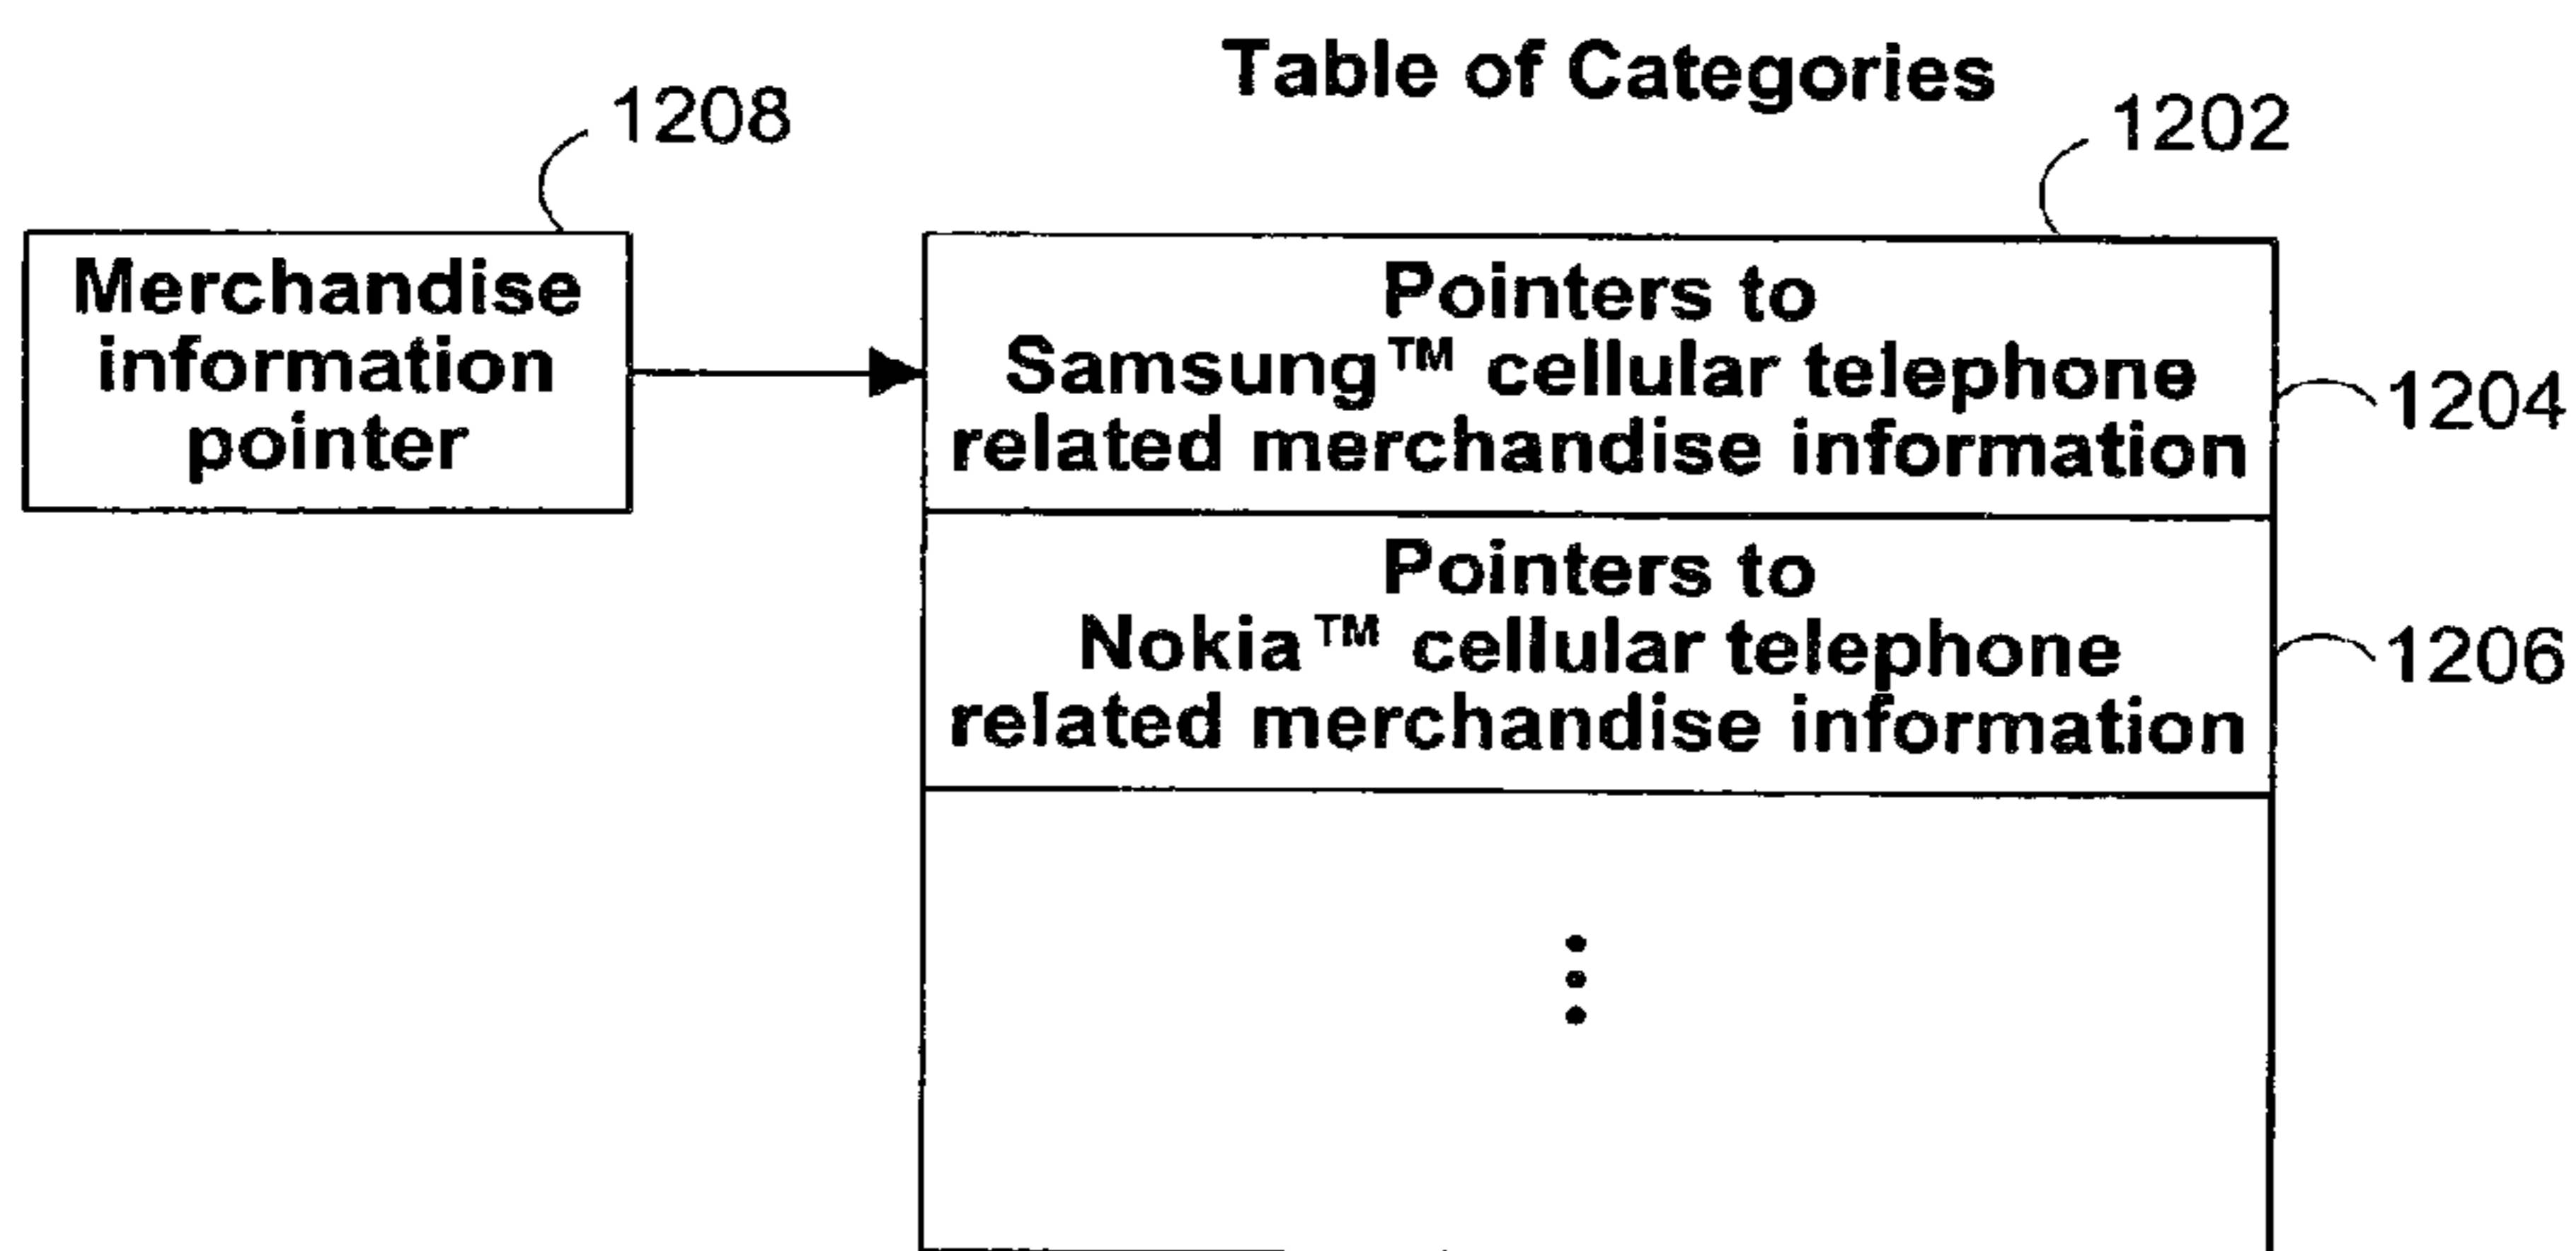 Table of Categories
1208
1202
Merchandise
information
pointer
Pointers to
Samsung™ cellular telephone
related merchandise information
1204
Pointers to
Nokia™ cellular telephone
related merchandise information
1206